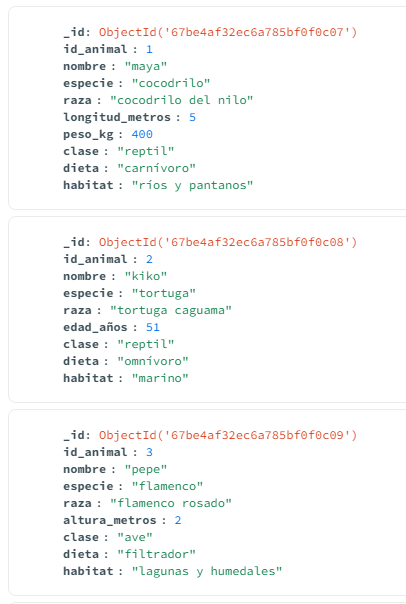 _id: ObjectId('67be4af32ec6a785bf0f0c07')
id_animal : 1
nombre : "maya"
especie : "cocodrilo"
raza : "cocodrilo del nilo"
longitud_metros : 5
peso_kg : 400
clase : "reptil"
dieta : "carnívoro"
habitat : "ríos y pantanos"
_id: ObjectId('67be4af32ec6a785bf0f0c08')
id_animal : 2
nombre : "kiko"
especie : "tortuga"
raza : "tortuga caguama"
edad_años : 51
clase : "reptil"
dieta : "omnívoro"
habitat : "marino"
_id: ObjectId('67be4af32ec6a785bf0f0c09')
id_animal : 3
nombre : "pepe"
especie : "flamenco"
raza : "flamenco rosado"
altura_metros : 2
clase : "ave"
dieta : "filtrador"
habitat : "lagunas y humedales"